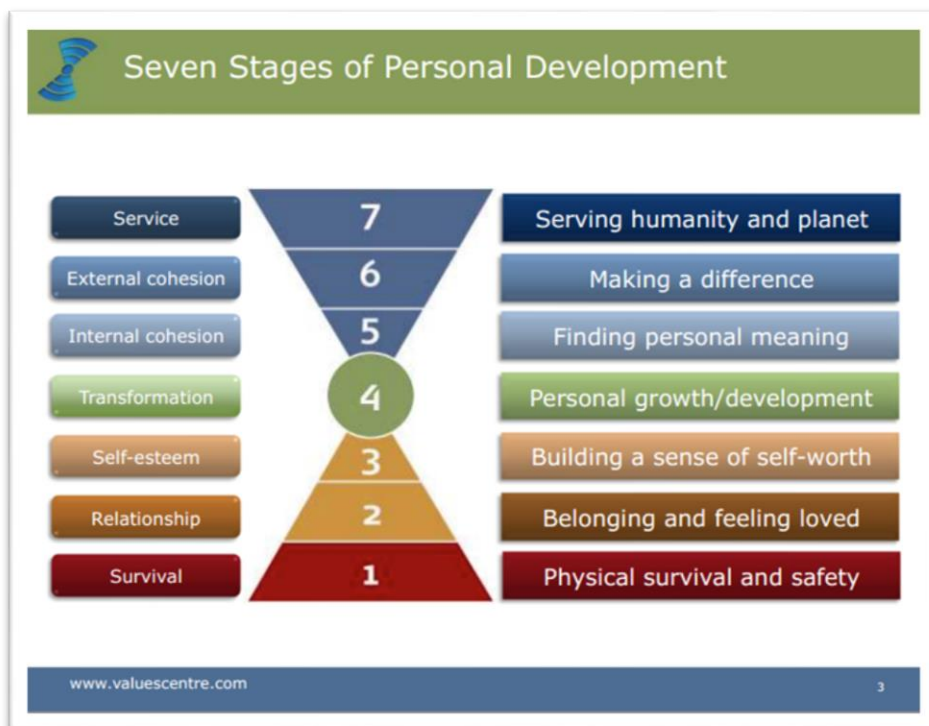 Seven Stages of Personal Development
Service 7 Serving humanity and planet
External cohesion 6 Making a difference
Internal cohesion 5 Finding personal meaning
Transformation 4 Personal growth/development
Self-esteem 3 Building a sense of self-worth
Relationship 2 Belonging and feeling loved
Survival 1 Physical survival and safety
www.valuescentre.com 3